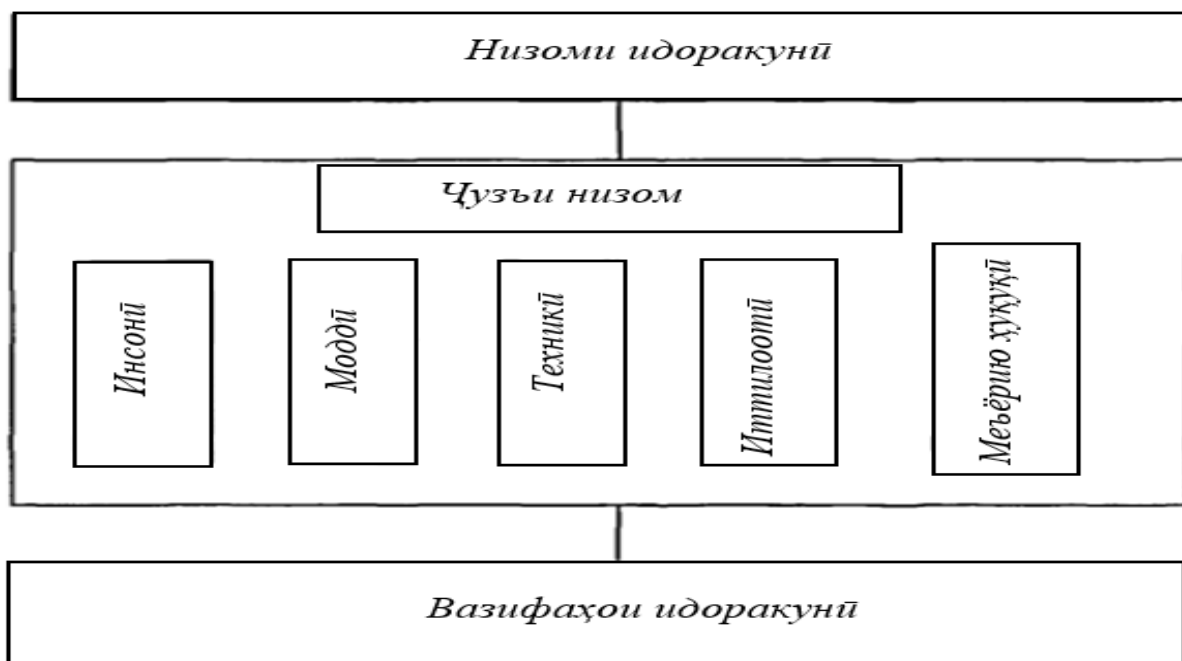 Низоми идоракунӣ
Ҷузъи низом
Инсонӣ
Моддӣ
Техникӣ
Иттилоотӣ
Меъёрию ҳуқуқӣ
Вазифаҳои идоракунӣ